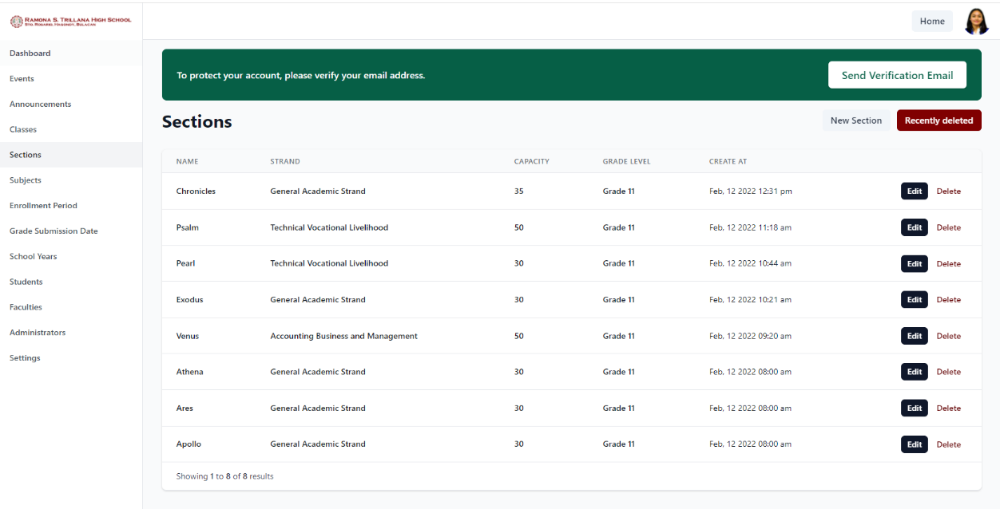 RAMONA S. TRILLANA HIGH SCHOOL
STO. ROSARIO, HAGONOY, BULACAN
Home
Dashboard
Events
Announcements
Classes
Sections
Subjects
Enrollment Period
Grade Submission Date
School Years
Students
Faculties
Administrators
Settings
To protect your account, please verify your email address.
Send Verification Email
Sections
New Section
Recently deleted
NAME STRAND CAPACITY GRADE LEVEL CREATE AT
Chronicles General Academic Strand 35 Grade 11 Feb, 12 2022 12:31 pm Edit Delete
Psalm Technical Vocational Livelihood 50 Grade 11 Feb, 12 2022 11:18 am Edit Delete
Pearl Technical Vocational Livelihood 30 Grade 11 Feb, 12 2022 10:44 am Edit Delete
Exodus General Academic Strand 30 Grade 11 Feb, 12 2022 10:21 am Edit Delete
Venus Accounting Business and Management 50 Grade 11 Feb, 12 2022 09:20 am Edit Delete
Athena General Academic Strand 30 Grade 11 Feb, 12 2022 08:00 am Edit Delete
Ares General Academic Strand 30 Grade 11 Feb, 12 2022 08:00 am Edit Delete
Apollo General Academic Strand 30 Grade 11 Feb, 12 2022 08:00 am Edit Delete
Showing 1 to 8 of 8 results